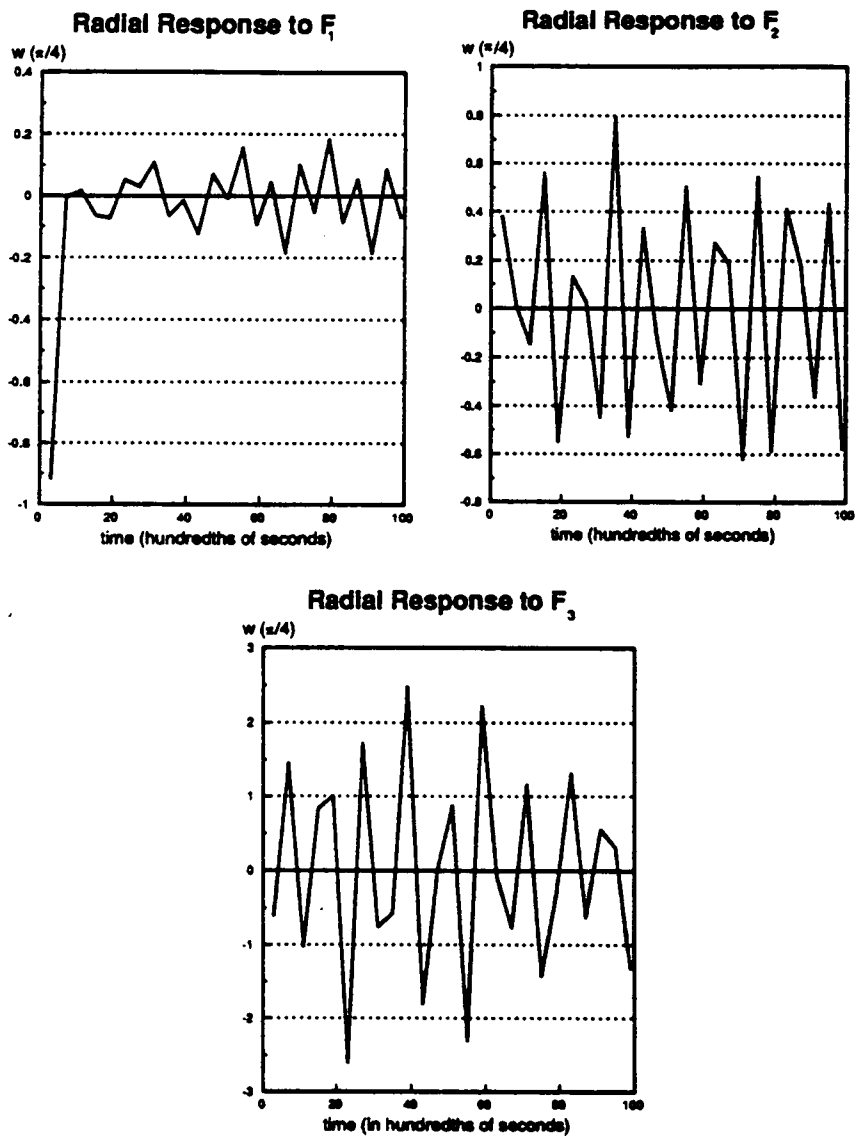 Radial Response to F₁
w (π/4)
0.4
0.2
0
-0.2
-0.4
-0.6
-0.8
-1
0 20 40 60 80 100
time (hundredths of seconds)
Radial Response to F₂
w (π/4)
1
0.8
0.6
0.4
0.2
0
-0.2
-0.4
-0.6
-0.8
0 20 40 60 80 100
time (hundredths of seconds)
Radial Response to F₃
w (π/4)
3
2
1
0
-1
-2
-3
0 20 40 60 80 100
time (in hundredths of seconds)